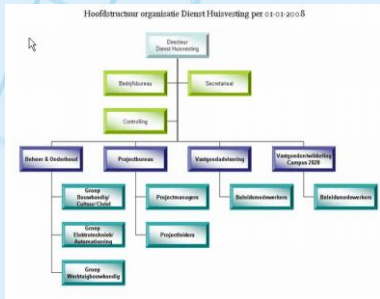 Hoofdstructuur organisatie Dienst Huisvesting per 01-01-2008
Directeur
Dienst Huisvesting
Bedrijfsbureau
Secretariaat
Controlling
Beheer & Onderhoud
Projectbureau
Vastgoedadvisering
Vastgoedontwikkeling
Campus 2020
Groep
Bouwkundig/
Cultuur/Civiel
Projectmanagers
Beleidsmedewerkers
Beleidsmedewerkers
Groep
Elektrotechniek/
Automatisering
Projectleiders
Groep
Werktuigbouwkundig